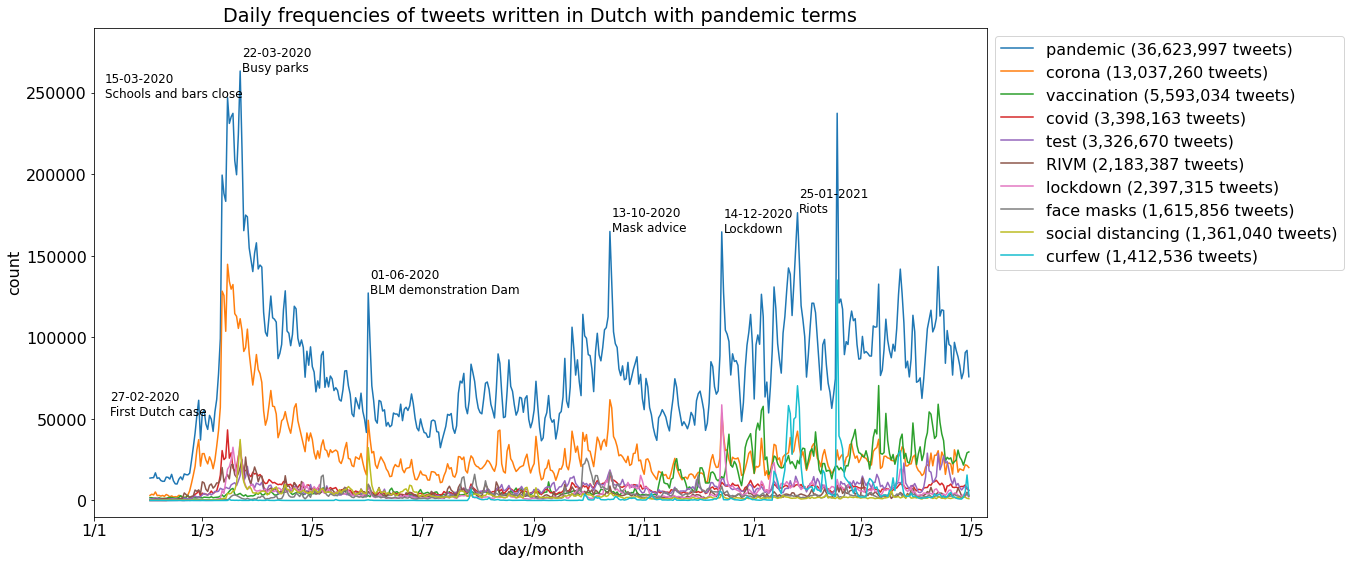 Daily frequencies of tweets written in Dutch with pandemic terms
22-03-2020
Busy parks
15-03-2020
Schools and bars close
25-01-2021
Riots
13-10-2020
Mask advice
14-12-2020
Lockdown
01-06-2020
BLM demonstration Dam
27-02-2020
First Dutch case
count
250000
200000
150000
100000
50000
0
1/1
1/3
1/5
1/7
1/9
1/11
1/1
1/3
1/5
day/month
pandemic (36,623,997 tweets)
corona (13,037,260 tweets)
vaccination (5,593,034 tweets)
covid (3,398,163 tweets)
test (3,326,670 tweets)
RIVM (2,183,387 tweets)
lockdown (2,397,315 tweets)
face masks (1,615,856 tweets)
social distancing (1,361,040 tweets)
curfew (1,412,536 tweets)